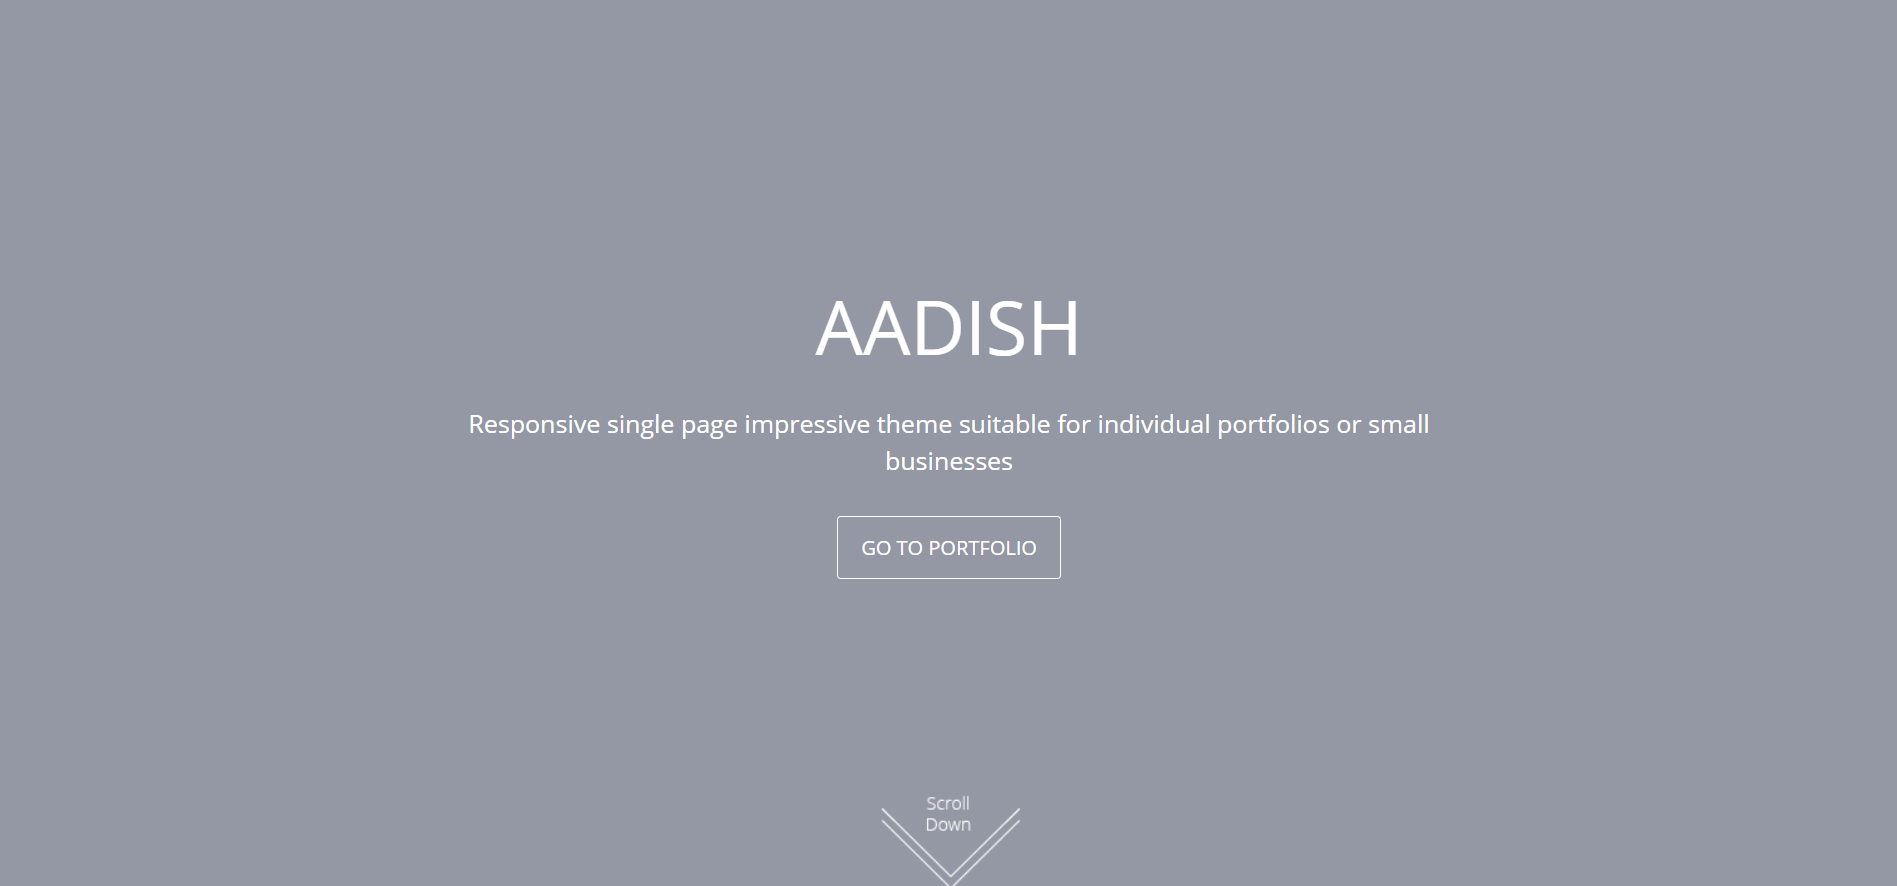 AADISH
Responsive single page impressive theme suitable for individual portfolios or small
businesses
GO TO PORTFOLIO
Scroll
Down